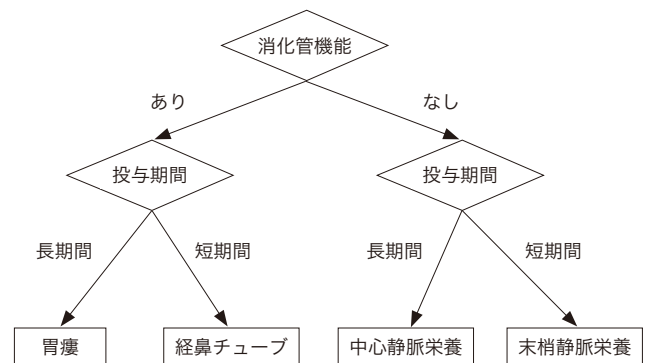 消化管機能
あり
なし
投与期間
投与期間
長期間
短期間
長期間
短期間
胃瘻
経鼻チューブ
中心静脈栄養
末梢静脈栄養